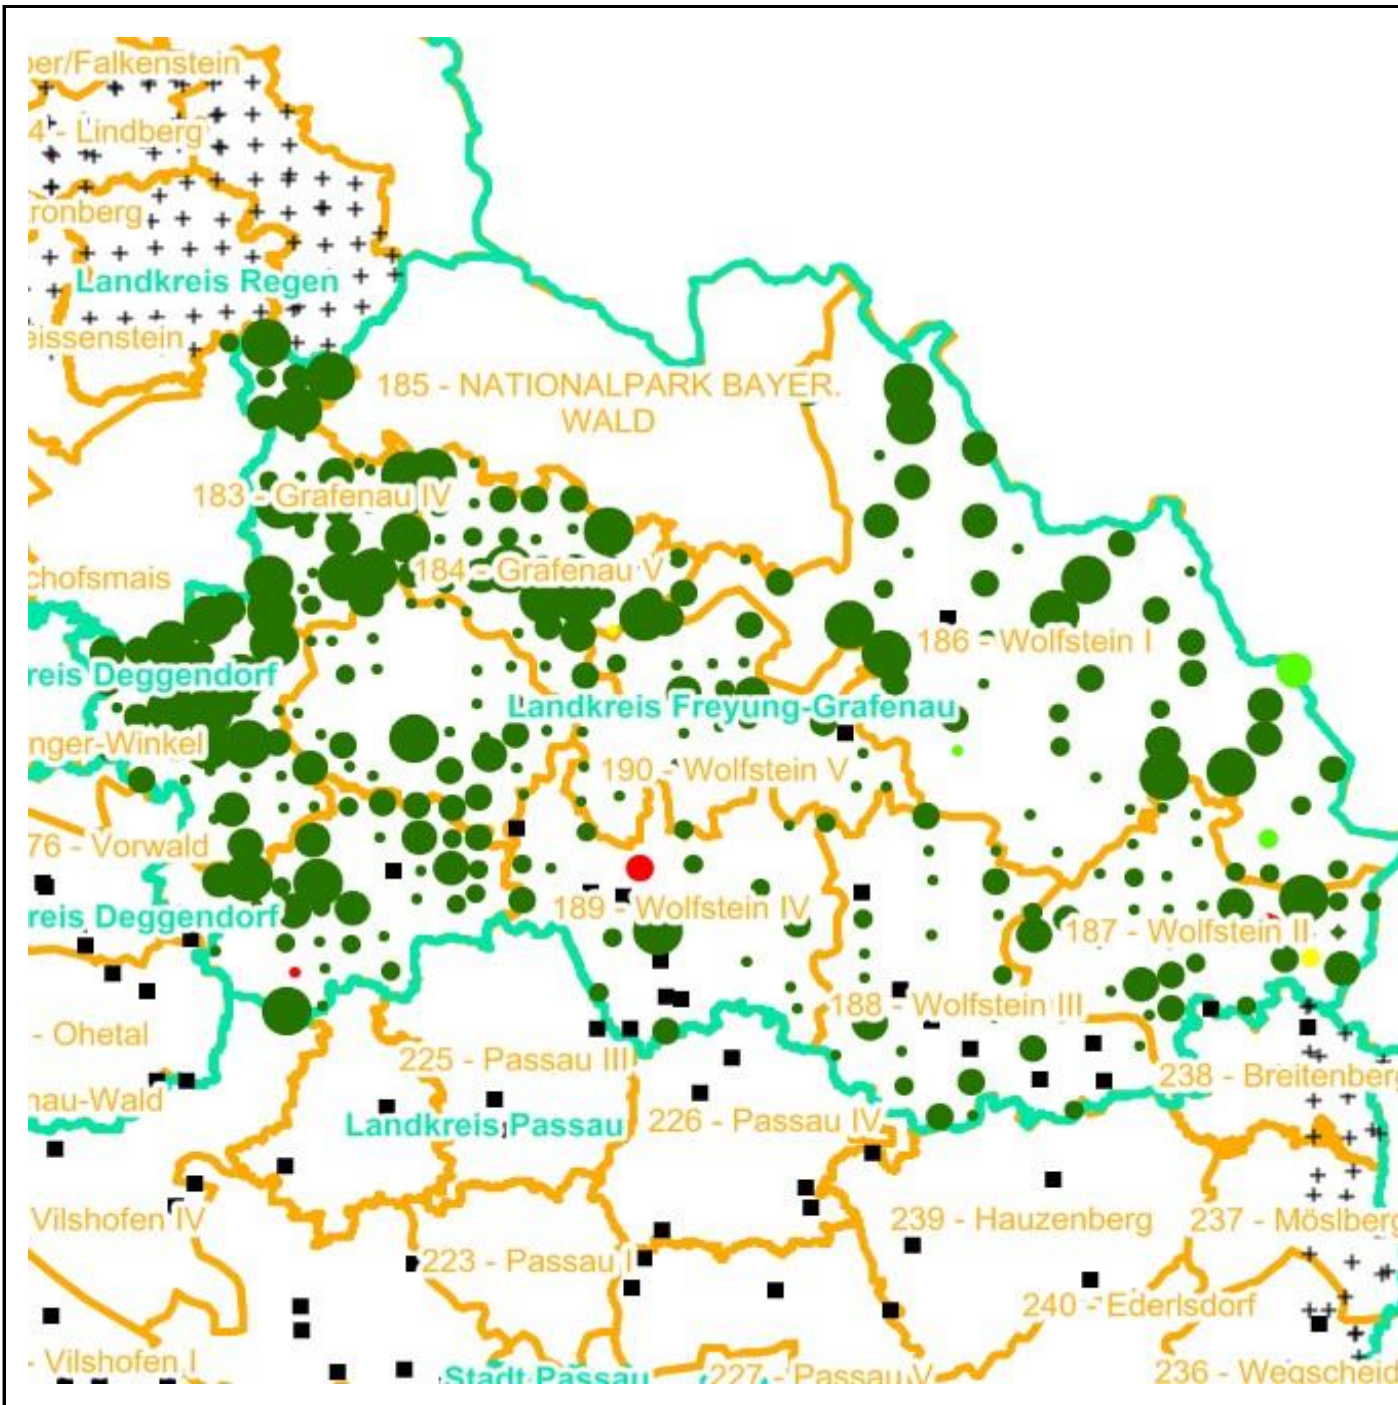 ber/Falkenstein
4 - Lindberg
ronberg
Landkreis Regen
eissenstein
185 - NATIONALPARK BAYER.
WALD
183 - Grafenau IV
184 - Grafenau V
chofsmais
186 - Wolfstein I
reis Deggendorf
Landkreis Freyung-Grafenau
nger-Winkel
190 - Wolfstein V
76 - Vorwald
189 - Wolfstein IV
reis Deggendorf
187 - Wolfstein II
188 - Wolfstein III
- Ohetal
225 - Passau III
238 - Breitenberg
nau-Wald
Landkreis Passau
226 - Passau IV
Vilshofen IV
239 - Hauzenberg
237 - Möslberg
223 - Passau I
240 - Ederlsdorf
- Vilshofen I
Stadt Passau
227 - Passau V
236 - Wegscheid